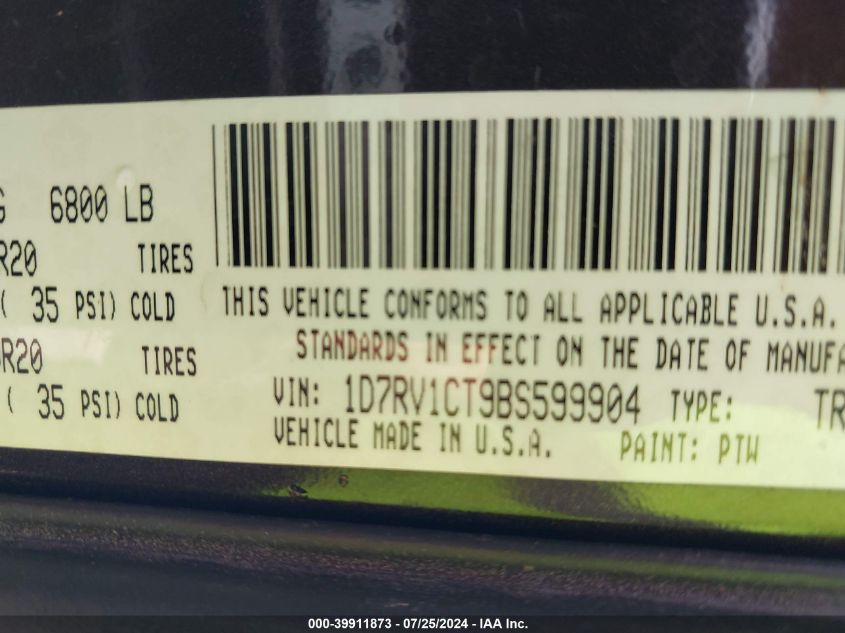 G 6800 LB
R20 TIRES
( 35 PSI) COLD
R20 TIRES
( 35 PSI) COLD
THIS VEHICLE CONFORMS TO ALL APPLICABLE U.S.A.
STANDARDS IN EFFECT ON THE DATE OF MANUFA
VIN: 1D7RV1CT9BS599904 TYPE: TR
VEHICLE MADE IN U.S.A. PAINT: PTW
000-39911873 - 07/25/2024 - IAA Inc.